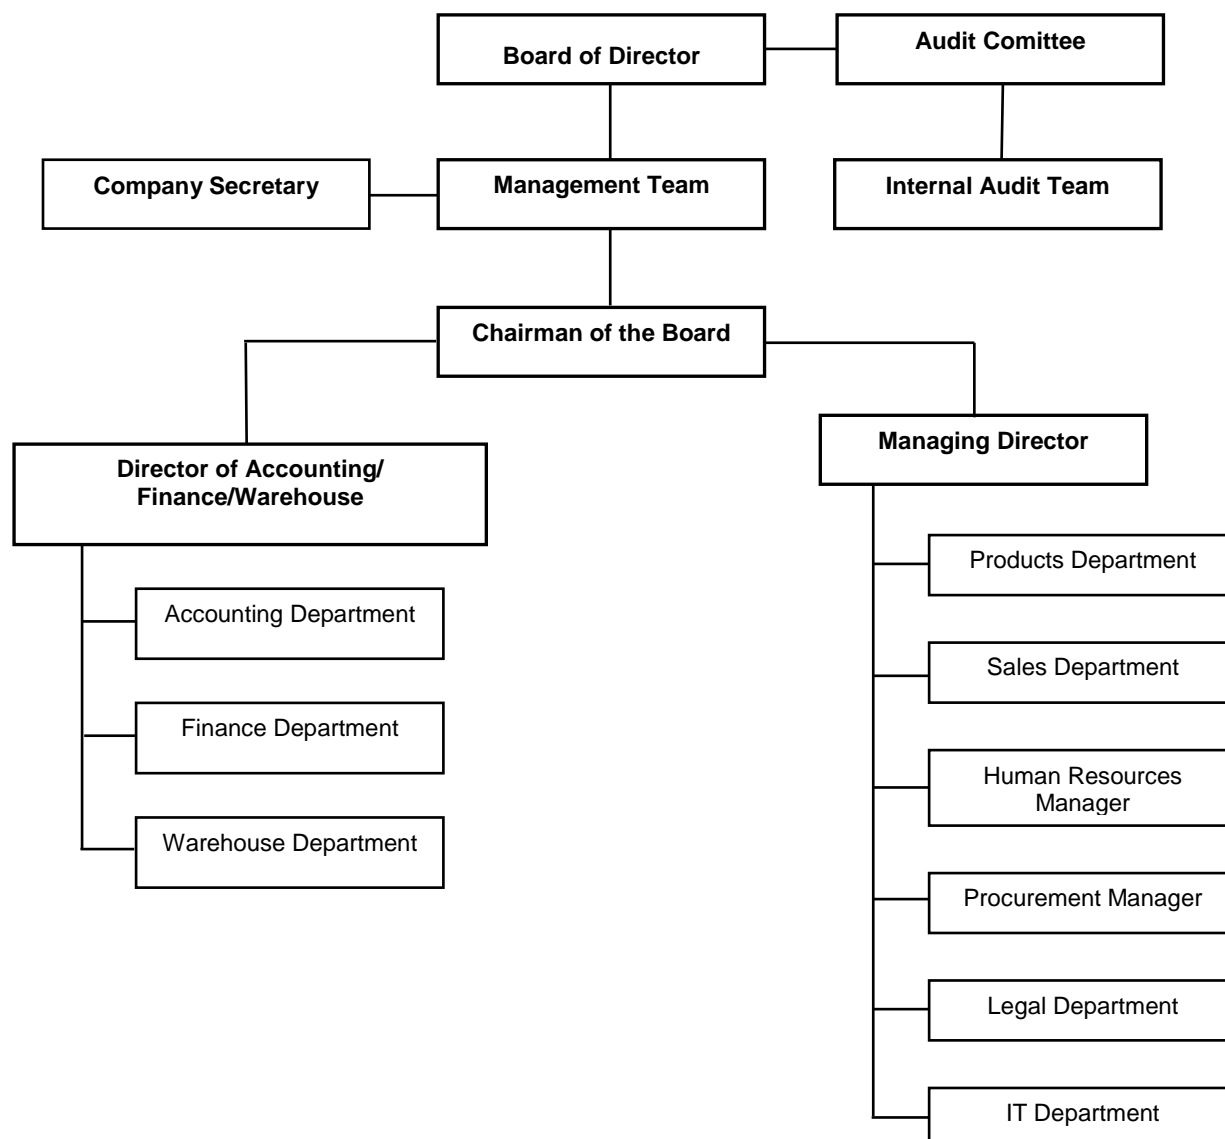 Board of Director
Audit Comittee
Company Secretary
Management Team
Internal Audit Team
Chairman of the Board
Director of Accounting/
Finance/Warehouse
Managing Director
Accounting Department
Finance Department
Warehouse Department
Products Department
Sales Department
Human Resources
Manager
Procurement Manager
Legal Department
IT Department